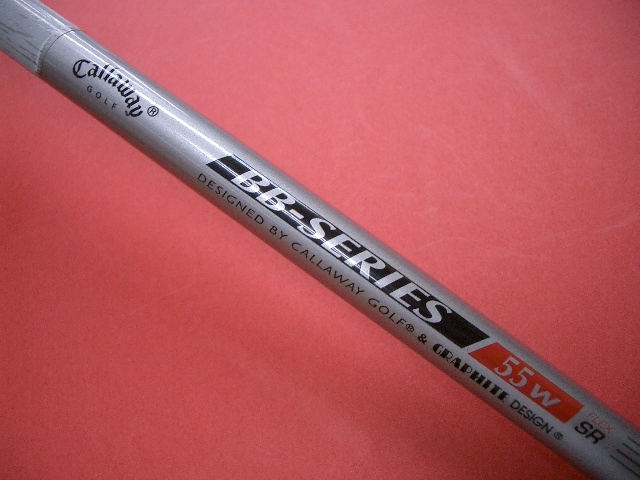 Callaway®
GOLF
BB-SERIES
55w
FLEX
SR
DESIGNED BY CALLAWAY GOLF® & GRAPHITE DESIGN®